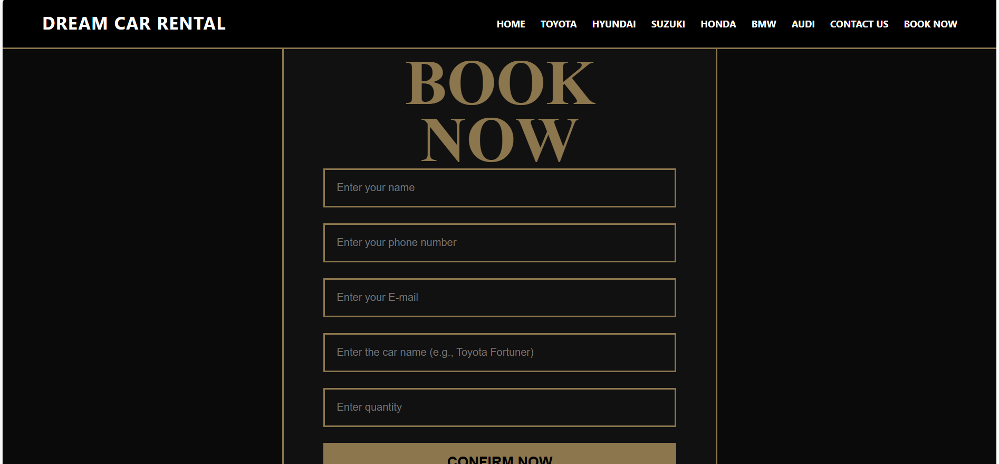 DREAM CAR RENTAL
HOME TOYOTA HYUNDAI SUZUKI HONDA BMW AUDI CONTACT US BOOK NOW
BOOK
NOW
Enter your name
Enter your phone number
Enter your E-mail
Enter the car name (e.g., Toyota Fortuner)
Enter quantity
CONFIRM NOW